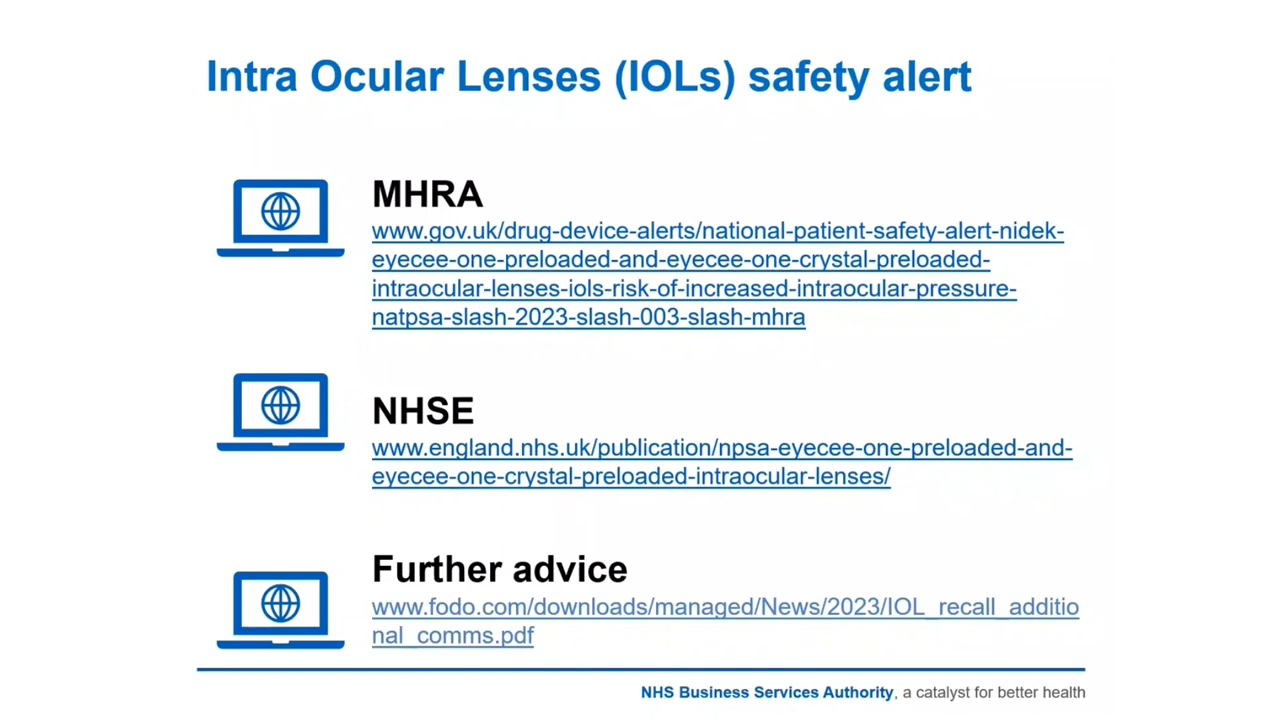 Intra Ocular Lenses (IOLs) safety alert
MHRA
www.gov.uk/drug-device-alerts/national-patient-safety-alert-nidek-
eyecee-one-preloaded-and-eyecee-one-crystal-preloaded-
intraocular-lenses-iols-risk-of-increased-intraocular-pressure-
natpsa-slash-2023-slash-003-slash-mhra
NHSE
www.england.nhs.uk/publication/npsa-eyecee-one-preloaded-and-
eyecee-one-crystal-preloaded-intraocular-lenses/
Further advice
www.fodo.com/downloads/managed/News/2023/IOL_recall_additio
nal_comms.pdf
NHS Business Services Authority, a catalyst for better health